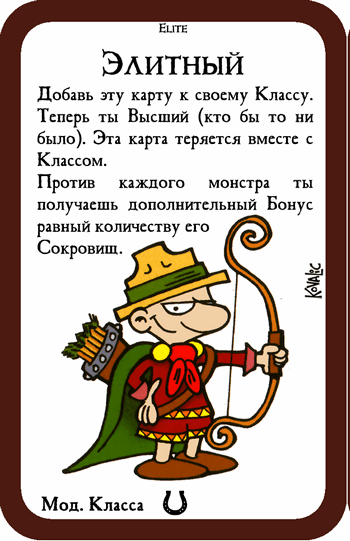 Elite
Элитный
Добавь эту карту к своему Классу.
Теперь ты Высший (кто бы то ни
было). Эта карта теряется вместе с
Классом.
Против каждого монстра ты
получаешь дополнительный Бонус
равный количеству его
Сокровищ.
Kovalic
Мод. Класса